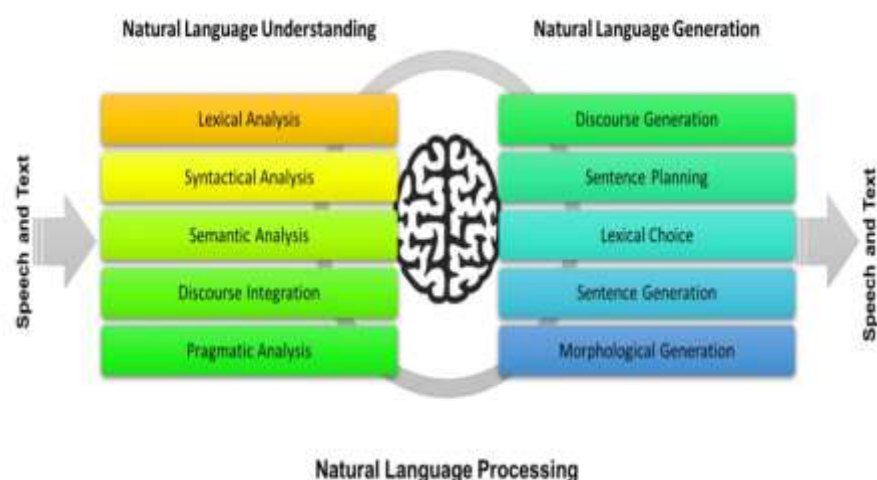 Natural Language Understanding
Natural Language Generation
Speech and Text
Lexical Analysis
Syntactical Analysis
Semantic Analysis
Discourse Integration
Pragmatic Analysis
Discourse Generation
Sentence Planning
Lexical Choice
Sentence Generation
Morphological Generation
Speech and Text
Natural Language Processing